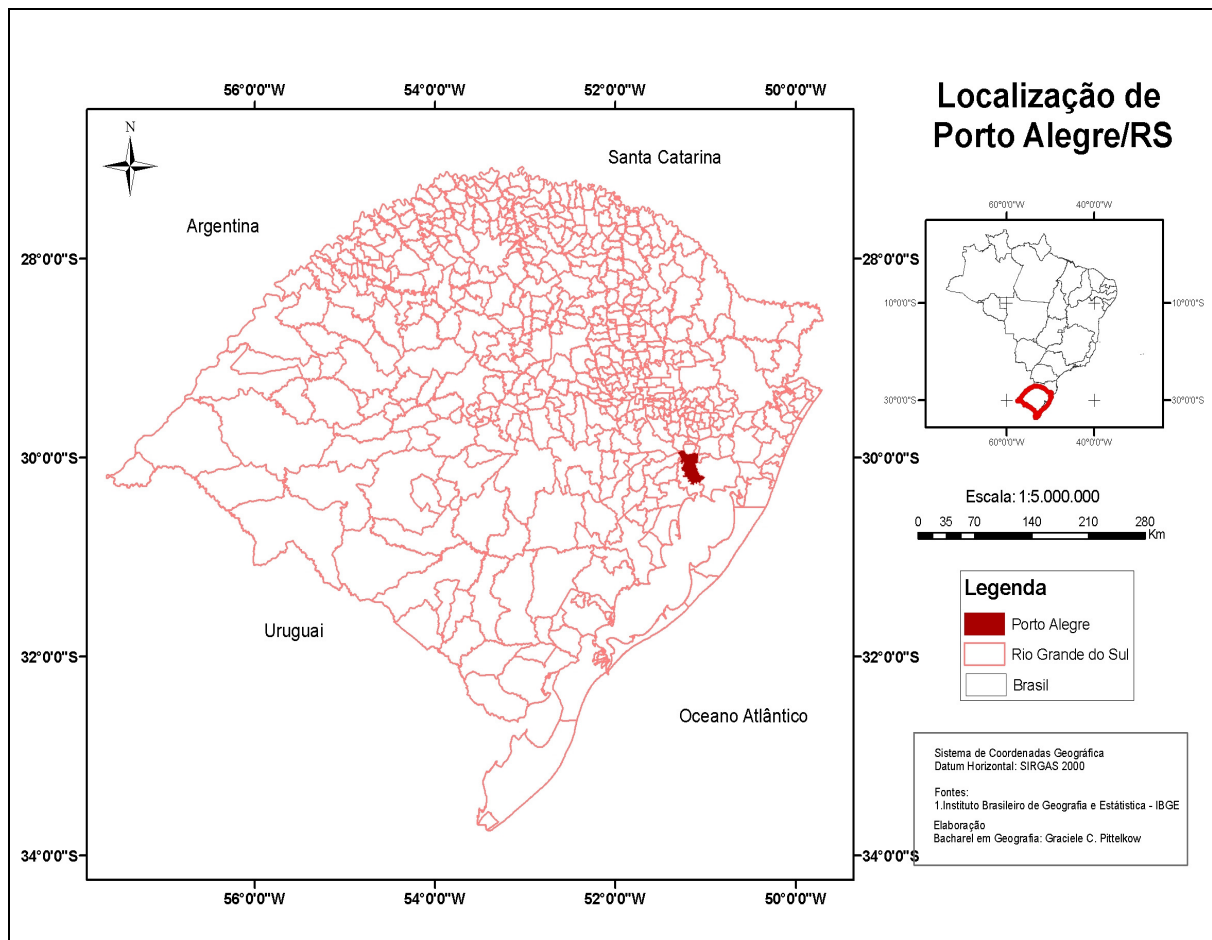 Localização de
Porto Alegre/RS
56°0'0"W 54°0'0"W 52°0'0"W 50°0'0"W
N
Santa Catarina
Argentina
Uruguai
Oceano Atlântico
28°0'0"S
30°0'0"S
32°0'0"S
34°0'0"S
28°0'0"S
30°0'0"S
32°0'0"S
34°0'0"S
56°0'0"W 54°0'0"W 52°0'0"W 50°0'0"W
60°0'0"W 40°0'0"W
10°0'0"S 10°0'0"S
30°0'0"S 30°0'0"S
60°0'0"W 40°0'0"W
Escala: 1:5.000.000
0 35 70 140 210 280
Km
Legenda
Porto Alegre
Rio Grande do Sul
Brasil
Sistema de Coordenadas Geográfica
Datum Horizontal: SIRGAS 2000
Fontes:
1.Instituto Brasileiro de Geografia e Estátistica - IBGE
Elaboração
Bacharel em Geografia: Graciele C. Pittelkow